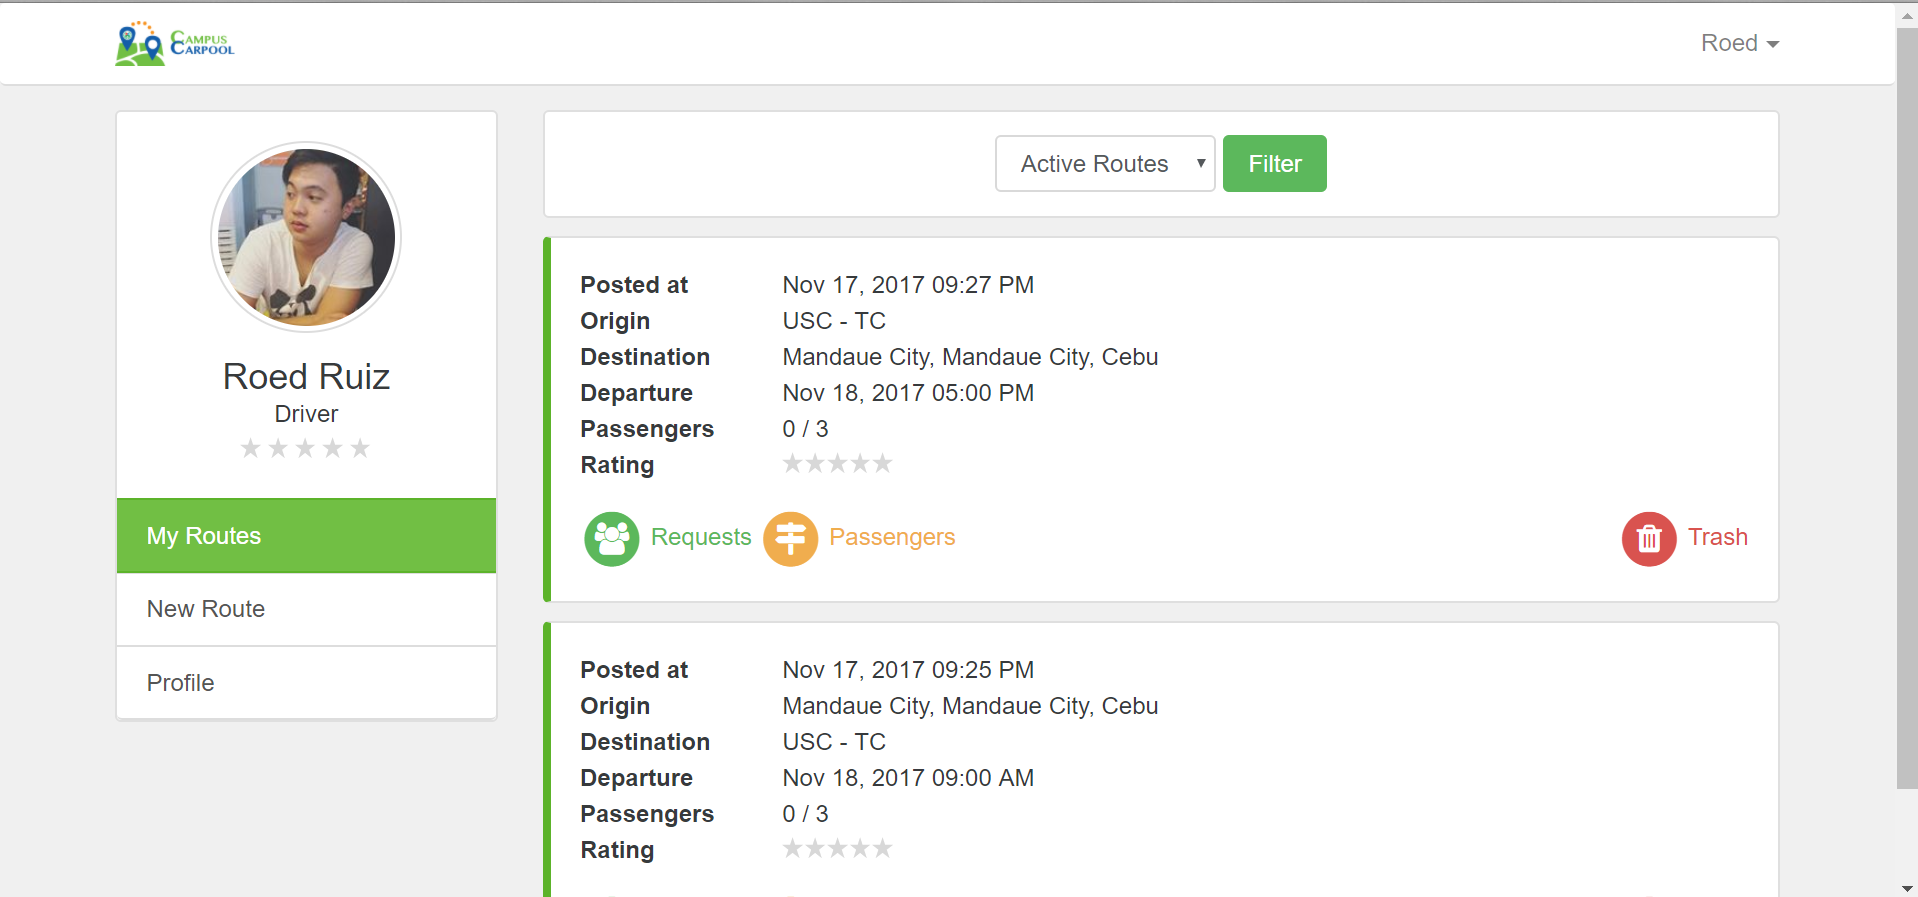 CAMPUS
CARPOOL
Roed
Roed Ruiz
Driver
My Routes
New Route
Profile
Active Routes Filter
Posted at Nov 17, 2017 09:27 PM
Origin USC - TC
Destination Mandaue City, Mandaue City, Cebu
Departure Nov 18, 2017 05:00 PM
Passengers 0 / 3
Rating
Requests Passengers Trash
Posted at Nov 17, 2017 09:25 PM
Origin Mandaue City, Mandaue City, Cebu
Destination USC - TC
Departure Nov 18, 2017 09:00 AM
Passengers 0 / 3
Rating